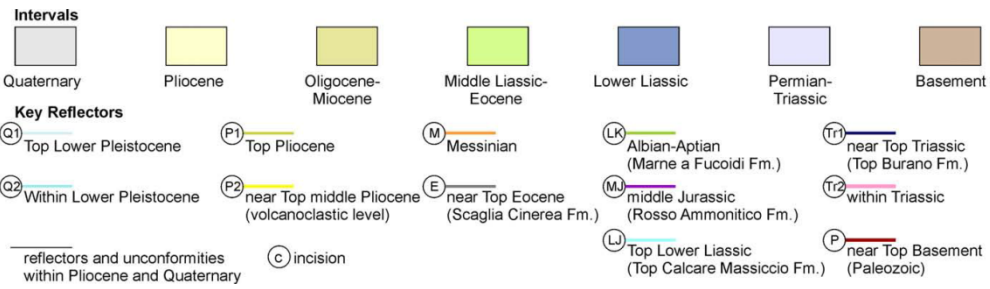 Intervals
Quaternary
Pliocene
Oligocene-
Miocene
Middle Liassic-
Eocene
Lower Liassic
Permian-
Triassic
Basement
Key Reflectors
Q1 Top Lower Pleistocene
P1 Top Pliocene
M Messinian
LK Albian-Aptian
(Marne a Fucoidi Fm.)
Tr1 near Top Triassic
(Top Burano Fm.)
Q2 Within Lower Pleistocene
P2 near Top middle Pliocene
(volcanoclastic level)
E near Top Eocene
(Scaglia Cinerea Fm.)
MJ middle Jurassic
(Rosso Ammonitico Fm.)
Tr2 within Triassic
reflectors and unconformities
within Pliocene and Quaternary
c incision
LJ Top Lower Liassic
(Top Calcare Massiccio Fm.)
P near Top Basement
(Paleozoic)